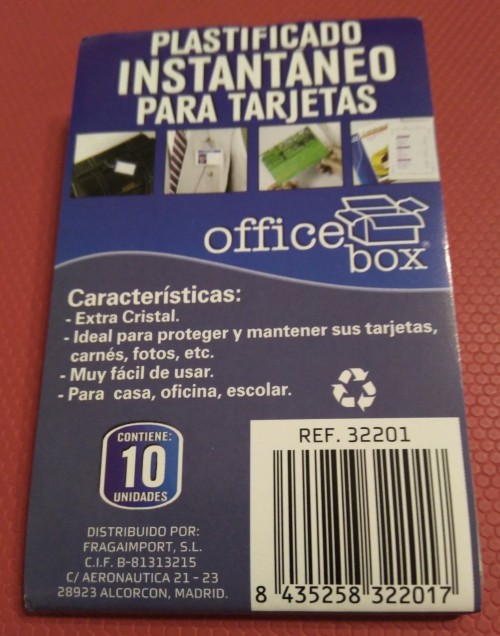 PLASTIFICADO
INSTANTÁNEO
PARA TARJETAS
office
box
Características:
- Extra Cristal.
- Ideal para proteger y mantener sus tarjetas,
carnés, fotos, etc.
- Muy fácil de usar.
- Para casa, oficina, escolar.
CONTIENE:
10
UNIDADES
DISTRIBUIDO POR:
FRAGAIMPORT, S.L.
C.I.F. B-81313215
C/ AERONAUTICA 21 - 23
28923 ALCORCON, MADRID.
REF. 32201
8 435258 322017